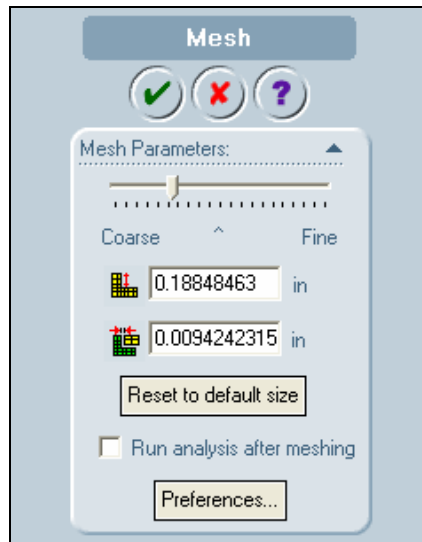 Mesh
?
Mesh Parameters:
Coarse ^ Fine
0.18848463 in
0.0094242315 in
Reset to default size
Run analysis after meshing
Preferences...